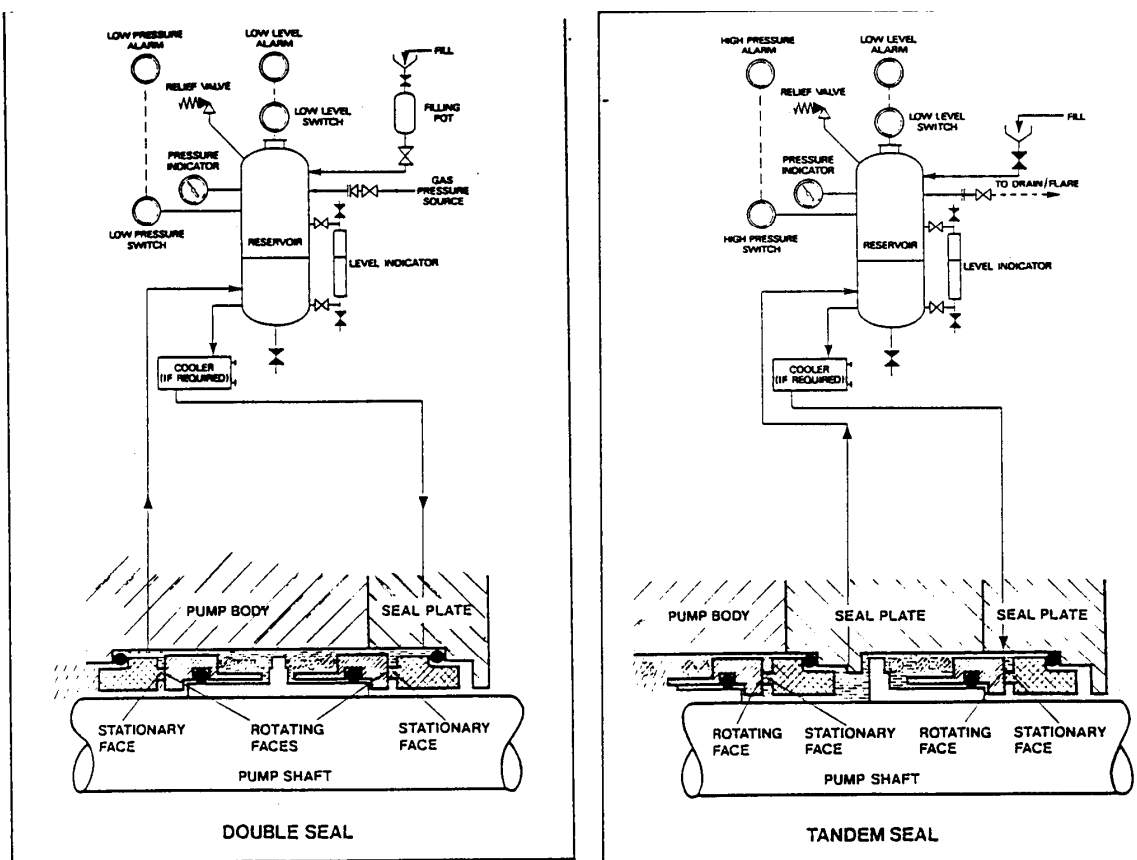 LOW PRESSURE
ALARM
LOW LEVEL
ALARM
FILL
RELIEF VALVE
LOW LEVEL
SWITCH
FILLING
POT
PRESSURE
INDICATOR
GAS
PRESSURE
SOURCE
LOW PRESSURE
SWITCH
RESERVOIR
LEVEL INDICATOR
COOLER
(IF REQUIRED)
PUMP BODY
SEAL PLATE
STATIONARY
FACE
ROTATING
FACES
STATIONARY
FACE
PUMP SHAFT
DOUBLE SEAL
HIGH PRESSURE
ALARM
LOW LEVEL
ALARM
RELIEF VALVE
LOW LEVEL
SWITCH
FILL
PRESSURE
INDICATOR
TO DRAIN/FLARE
HIGH PRESSURE
SWITCH
RESERVOIR
LEVEL INDICATOR
COOLER
(IF REQUIRED)
PUMP BODY
SEAL PLATE
SEAL PLATE
ROTATING
FACE
STATIONARY
FACE
ROTATING
FACE
STATIONARY
FACE
PUMP SHAFT
TANDEM SEAL